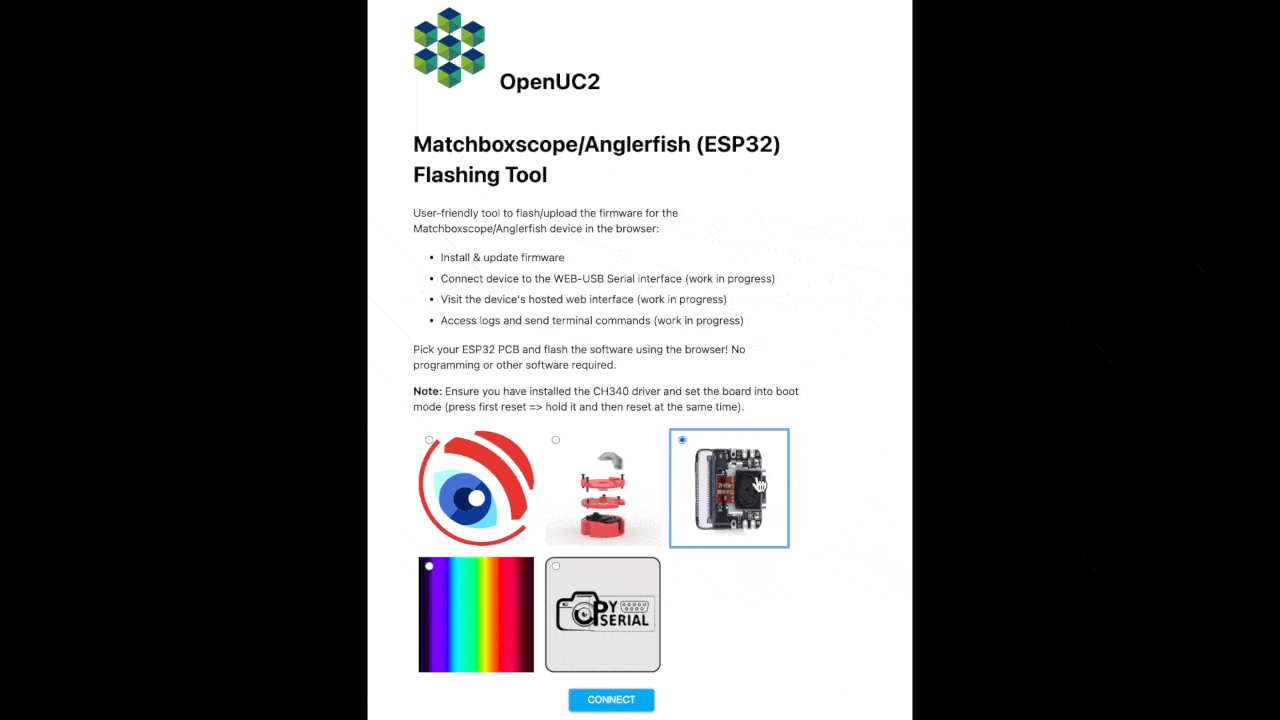 OpenUC2
Matchboxscope/Anglerfish (ESP32)
Flashing Tool
User-friendly tool to flash/upload the firmware for the
Matchboxscope/Anglerfish device in the browser:
• Install & update firmware
• Connect device to the WEB-USB Serial interface (work in progress)
• Visit the device's hosted web interface (work in progress)
• Access logs and send terminal commands (work in progress)
Pick your ESP32 PCB and flash the software using the browser! No
programming or other software required.
Note: Ensure you have installed the CH340 driver and set the board into boot
mode (press first reset => hold it and then reset at the same time).
PY
SERIAL
CONNECT